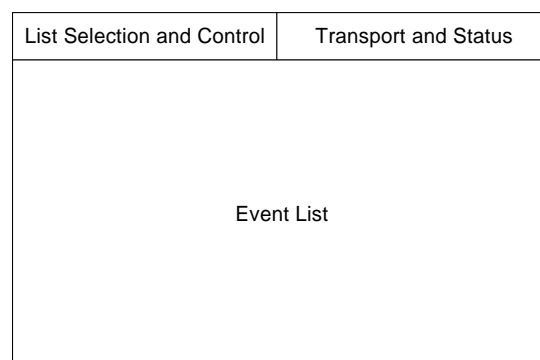 List Selection and Control
Transport and Status
Event List